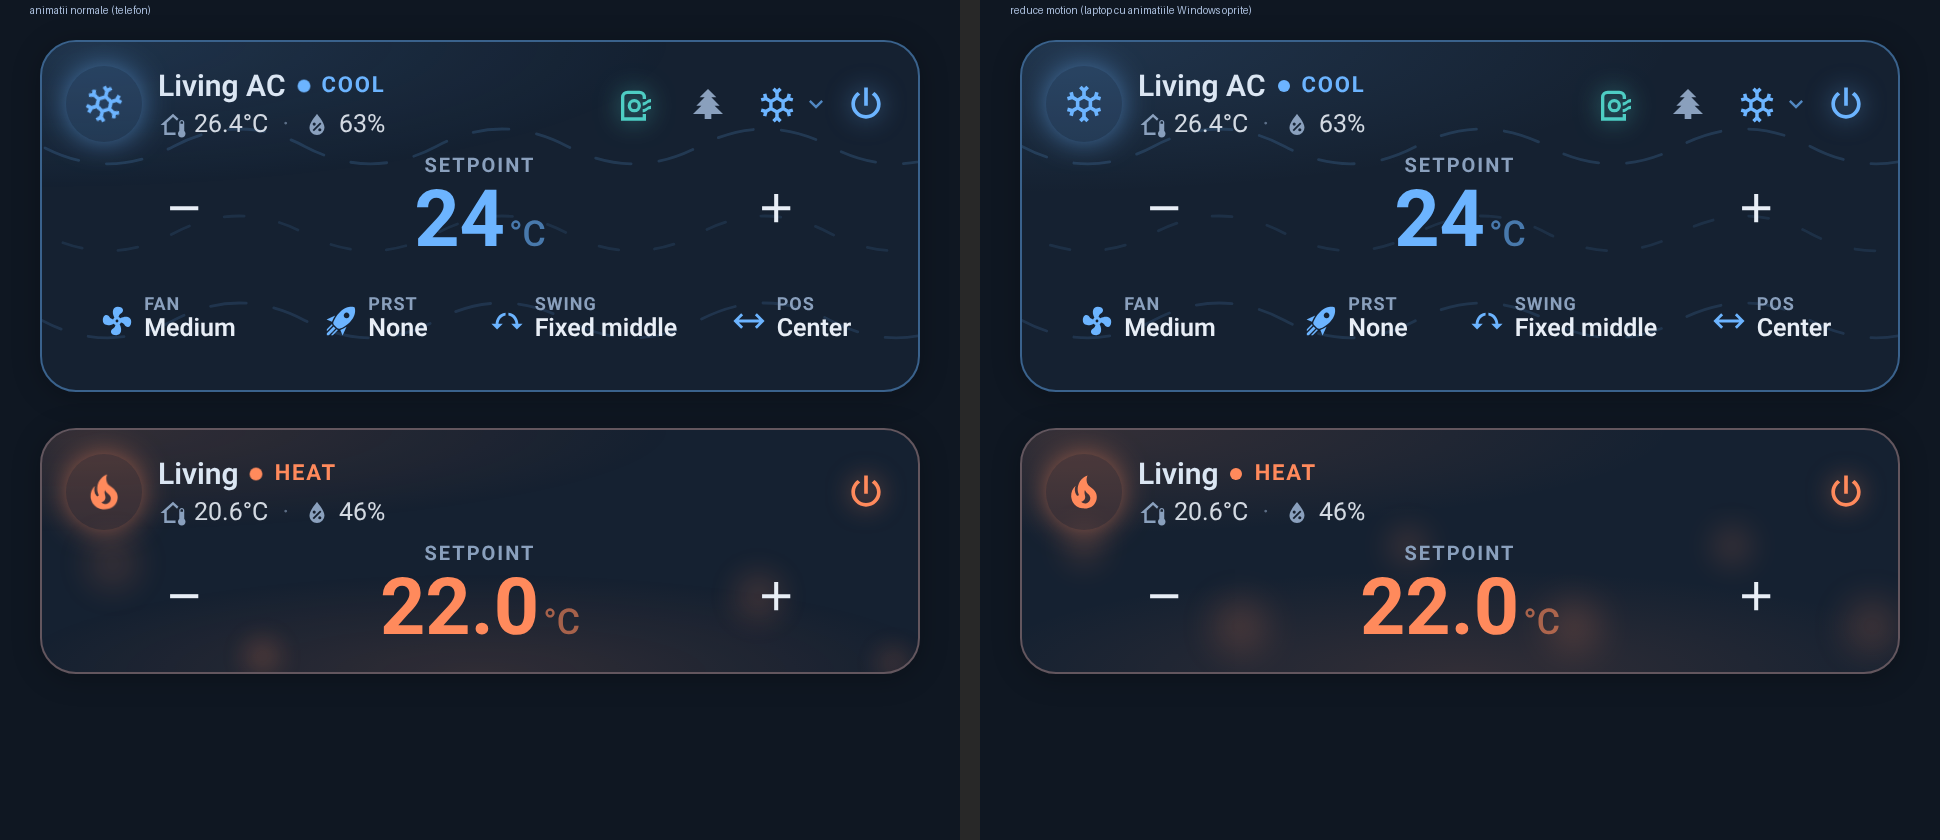 animatii normale (telefon)
Living AC • COOL
26.4°C · 63%
SETPOINT
− 24 °C +
FAN PRST SWING POS
Medium None Fixed middle Center
Living • HEAT
20.6°C · 46%
SETPOINT
− 22.0 °C +
reduce motion (laptop cu animatiile Windows oprite)
Living AC • COOL
26.4°C · 63%
SETPOINT
− 24 °C +
FAN PRST SWING POS
Medium None Fixed middle Center
Living • HEAT
20.6°C · 46%
SETPOINT
− 22.0 °C +